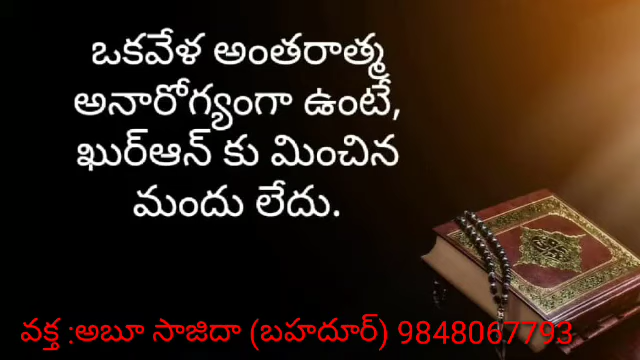 ఒకవేళ అంతరాత్మ
అనారోగ్యంగా ఉంటే,
ఖుర్ఆన్ కు మించిన
మందు లేదు.
వక్త :అబూ సాజిదా (బహదూర్) 9848067793